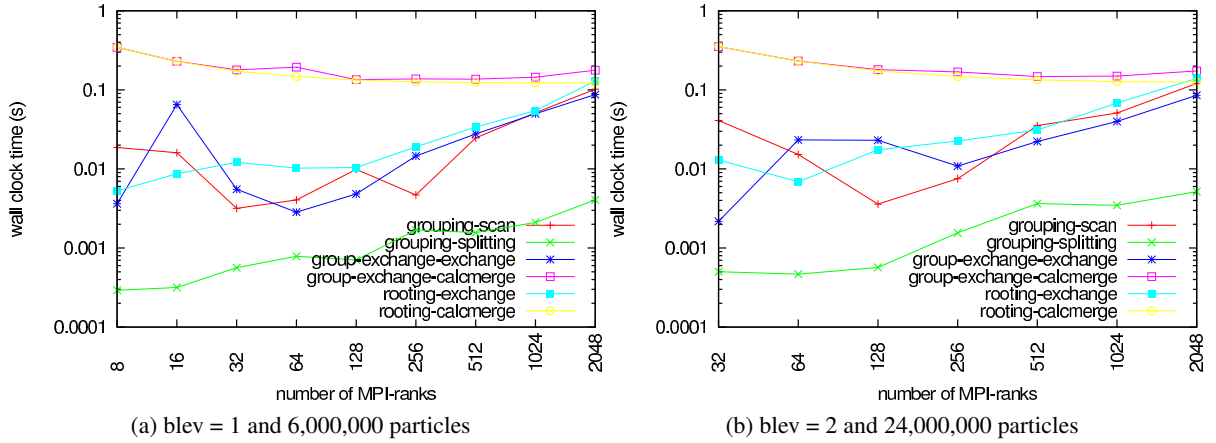 1
0.1
0.01
0.001
0.0001
wall clock time (s)
grouping-scan
grouping-splitting
group-exchange-exchange
group-exchange-calcmerge
rooting-exchange
rooting-calcmerge
8
16
32
64
128
256
512
1024
2048
number of MPI-ranks
(a) blev = 1 and 6,000,000 particles
1
0.1
0.01
0.001
0.0001
wall clock time (s)
grouping-scan
grouping-splitting
group-exchange-exchange
group-exchange-calcmerge
rooting-exchange
rooting-calcmerge
32
64
128
256
512
1024
2048
number of MPI-ranks
(b) blev = 2 and 24,000,000 particles